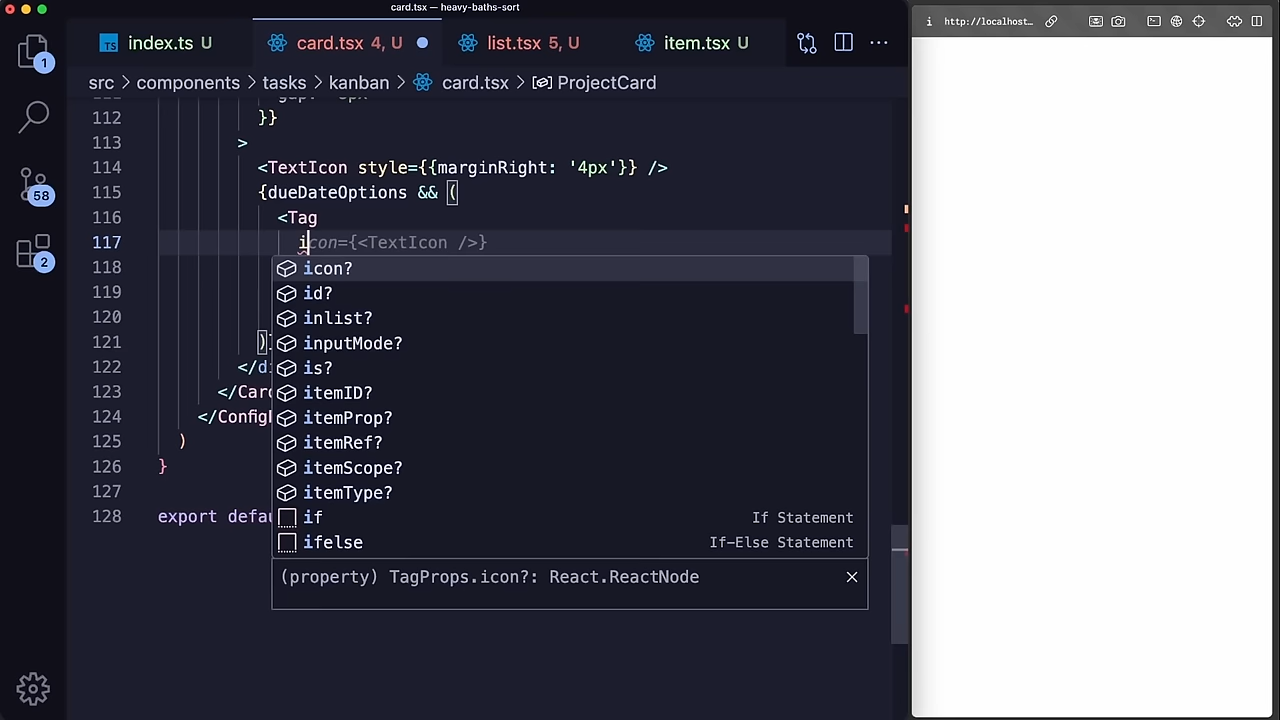 card.tsx — heavy-baths-sort
index.ts U
card.tsx 4, U
list.tsx 5, U
item.tsx U
http://localhost...
src > components > tasks > kanban > card.tsx > ProjectCard
112 }}
113 >
114 <TextIcon style={{marginRight: '4px'}} />
115 {dueDateOptions && (
116 <Tag
117 icon={<TextIcon />}
118
119
120
121 )
122 </di
123 </Card
124 </Config
125 )
126 }
127
128 export defau
icon?
id?
inlist?
inputMode?
is?
itemID?
itemProp?
itemRef?
itemScope?
itemType?
if If Statement
ifelse If-Else Statement
(property) TagProps.icon?: React.ReactNode
1
58
2